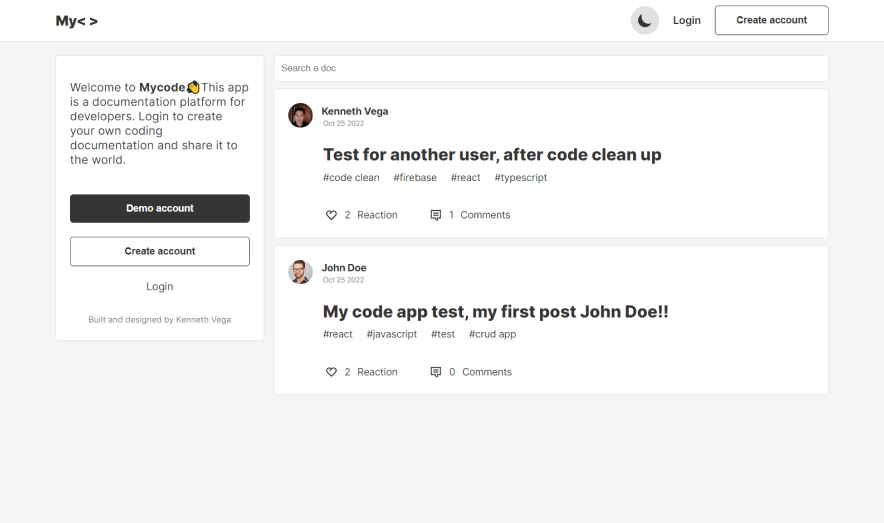 My< >
Login
Create account
Welcome to Mycode👏This app
is a documentation platform for
developers. Login to create
your own coding
documentation and share it to
the world.
Demo account
Create account
Login
Built and designed by Kenneth Vega
Search a doc
Kenneth Vega
Oct 25 2022
Test for another user, after code clean up
#code clean #firebase #react #typescript
2 Reaction 1 Comments
John Doe
Oct 25 2022
My code app test, my first post John Doe!!
#react #javascript #test #crud app
2 Reaction 0 Comments